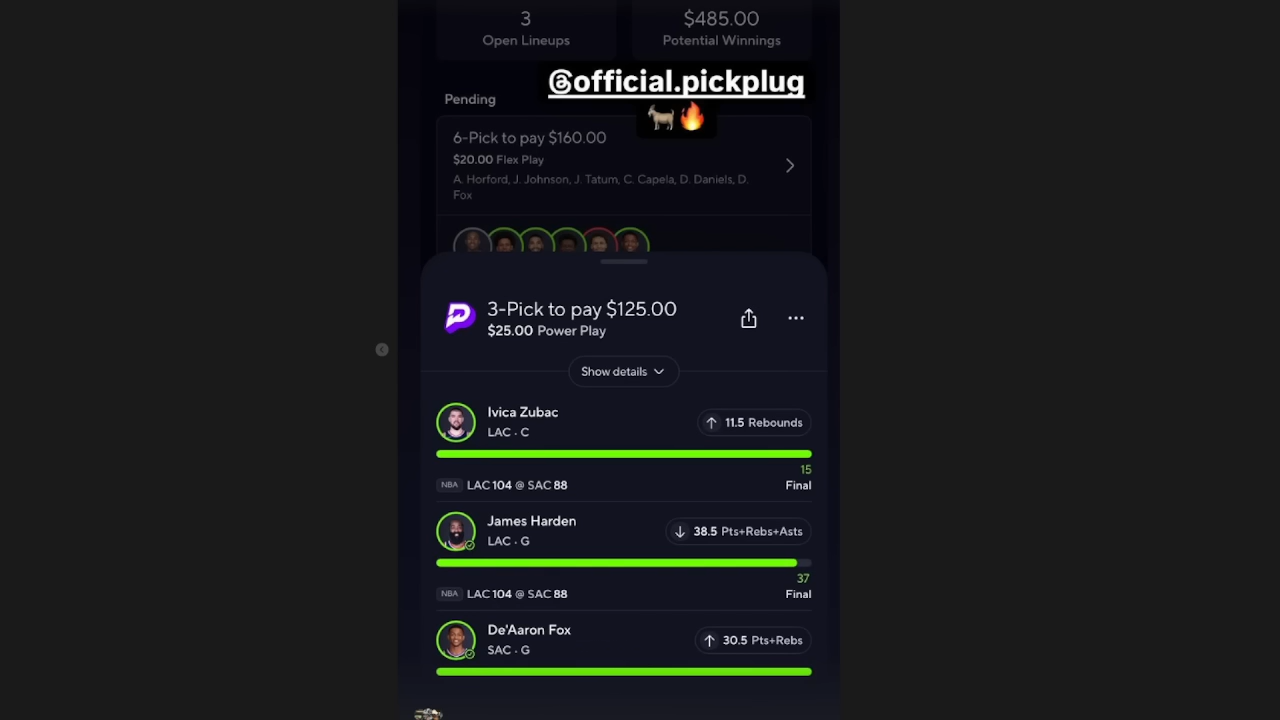 3
$485.00
Open Lineups
Potential Winnings
@official.pickplug
Pending
6-Pick to pay $160.00
$20.00 Flex Play
A. Horford, J. Johnson, J. Tatum, C. Capela, D. Daniels, D.
Fox
3-Pick to pay $125.00
$25.00 Power Play
Show details
Ivica Zubac
LAC · C
11.5 Rebounds
15
NBA LAC 104 @ SAC 88
Final
James Harden
LAC · G
38.5 Pts+Rebs+Asts
37
NBA LAC 104 @ SAC 88
Final
De'Aaron Fox
SAC · G
30.5 Pts+Rebs